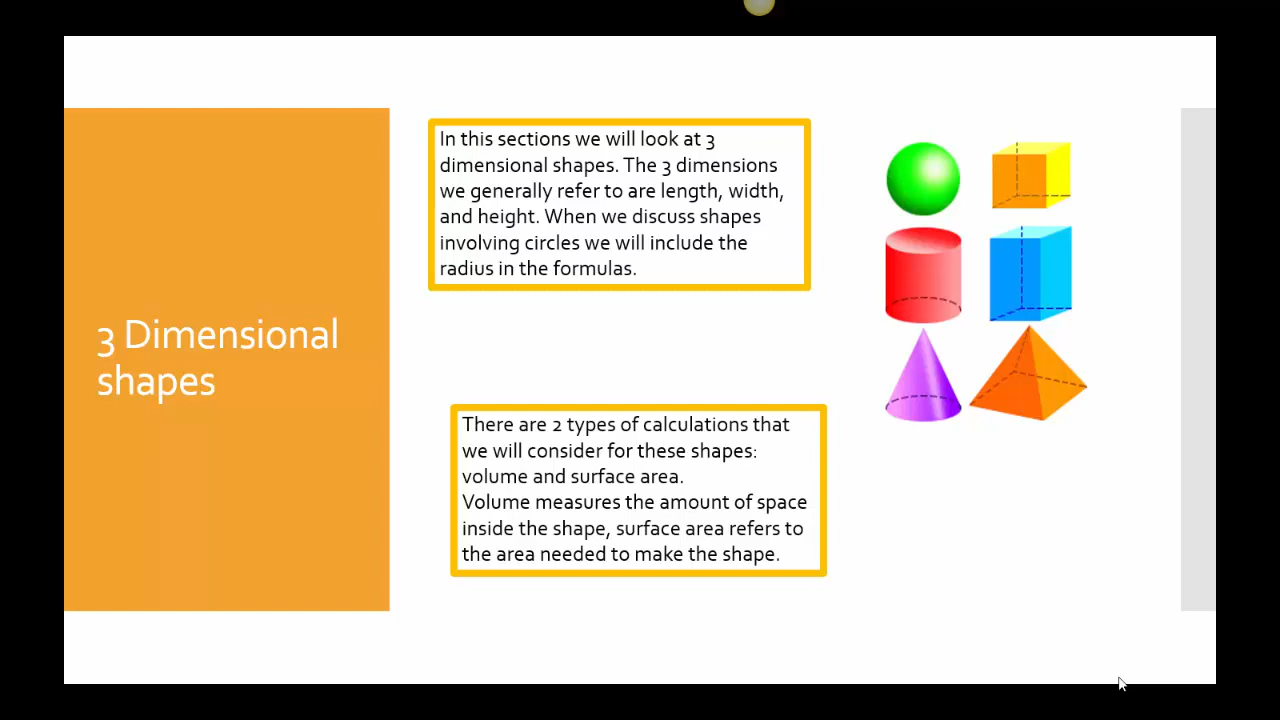 3 Dimensional
shapes
In this sections we will look at 3
dimensional shapes. The 3 dimensions
we generally refer to are length, width,
and height. When we discuss shapes
involving circles we will include the
radius in the formulas.
There are 2 types of calculations that
we will consider for these shapes:
volume and surface area.
Volume measures the amount of space
inside the shape, surface area refers to
the area needed to make the shape.